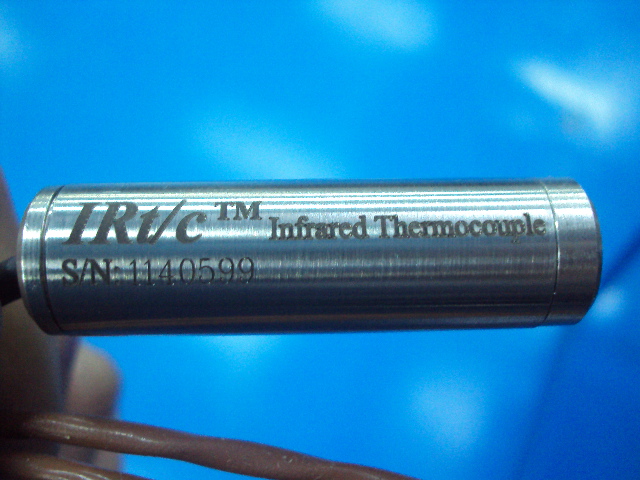 IRt/c™ Infrared Thermocouple
S/N: 1140599